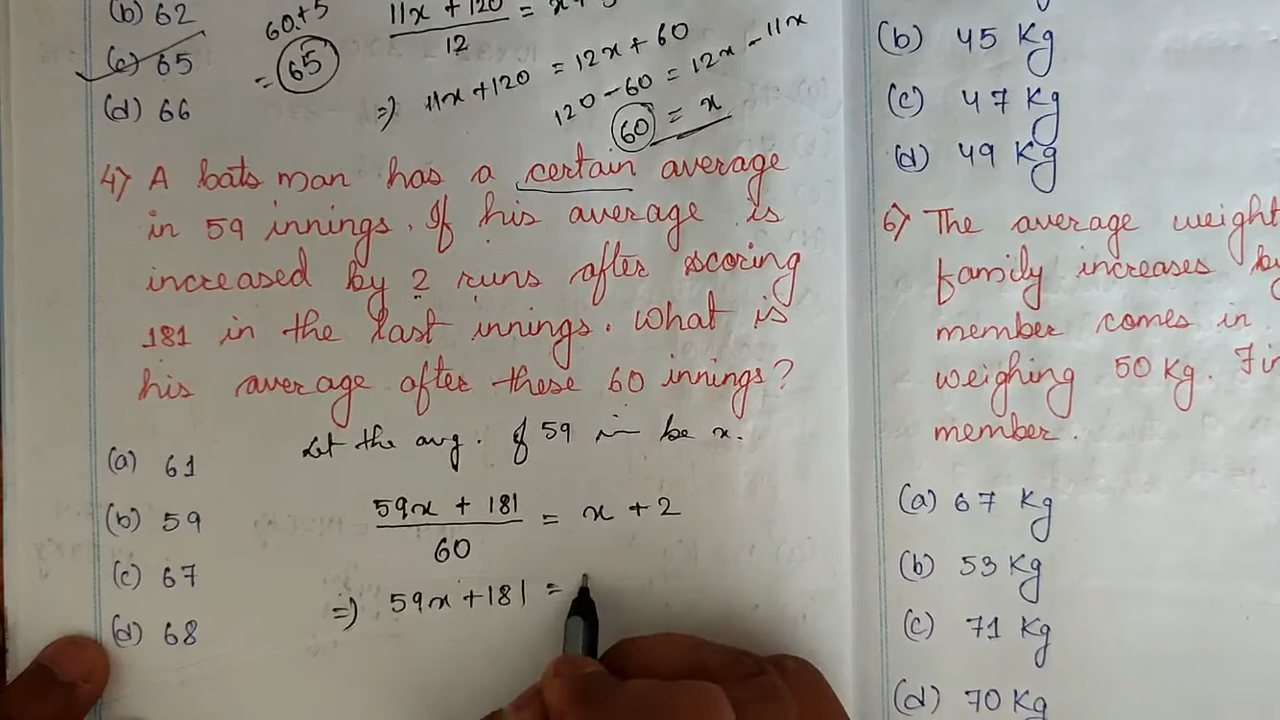 (b) 62
(c) 65
(d) 66
60+5
= 65
11x + 120 / 12 = x + 5
=) 11x + 120 = 12x + 60
120 - 60 = 12x - 11x
60 = x
4) A bats man has a certain average
in 59 innings. If his average is
increased by 2 runs after scoring
181 in the last innings. What is
his average after these 60 innings?
Let the avg. of 59 in be x.
(a) 61
(b) 59
(c) 67
(d) 68
59x + 181 / 60 = x + 2
=) 59x + 181 =
(b) 45 Kg
(c) 47 Kg
(d) 49 Kg
6) The average weight
family increases by
member comes in
weighing 50 Kg. Fi
member.
(a) 67 Kg
(b) 53 Kg
(c) 71 Kg
(d) 70 Kg